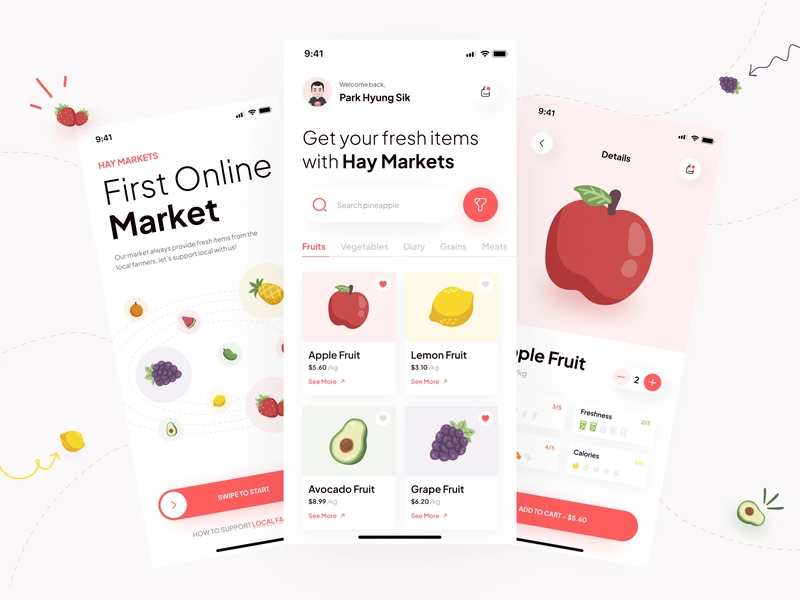 9:41
HAY MARKETS
First Online
Market
Our market always provide fresh items from the
local farmers, let's support local with us!
SWIPE TO START
HOW TO SUPPORT LOCAL FA
9:41
Welcome back,
Park Hyung Sik
Get your fresh items
with Hay Markets
Search pineapple
Fruits Vegetables Diary Grains Meats
Apple Fruit
$5.60 /kg
See More
Lemon Fruit
$3.10 /kg
See More
Avocado Fruit
$8.99 /kg
See More
Grape Fruit
$6.20 /kg
See More
9:41
Details
ple Fruit
/kg
2
3/5
Freshness
2/5
4/5
Calories
1/5
ADD TO CART - $5.60